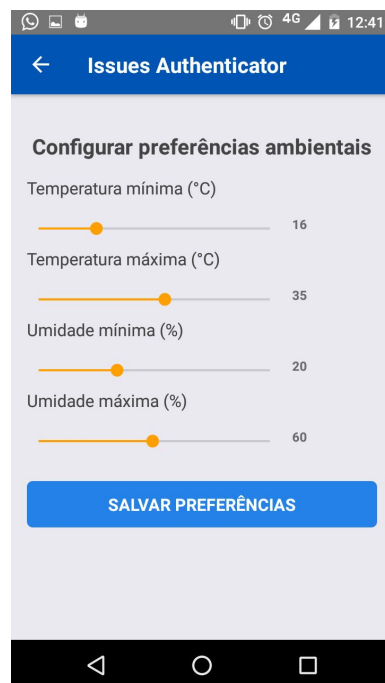 4G 12:41
Issues Authenticator
Configurar preferências ambientais
Temperatura mínima (°C)
16
Temperatura máxima (°C)
35
Umidade mínima (%)
20
Umidade máxima (%)
60
SALVAR PREFERÊNCIAS